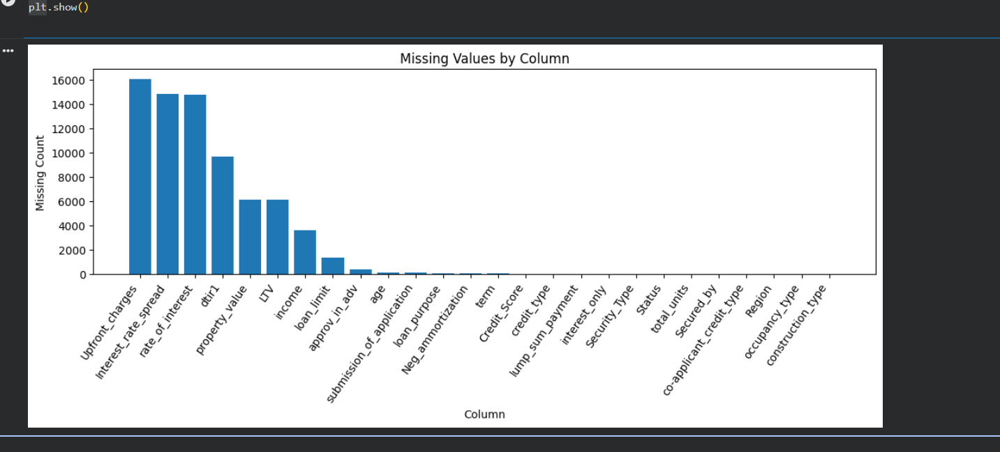 plt.show()
Missing Values by Column
16000
14000
12000
10000
8000
6000
4000
2000
0
Missing Count
Upfront_charges
Interest_rate_spread
rate_of_interest
dtir1
property_value
LTV
income
loan_limit
approv_in_adv
age
submission_of_application
loan_purpose
Neg_ammortization
term
Credit_Score
credit_type
lump_sum_payment
interest_only
Security_Type
Status
total_units
Secured_by
co-applicant_credit_type
Region
occupancy_type
construction_type
Column